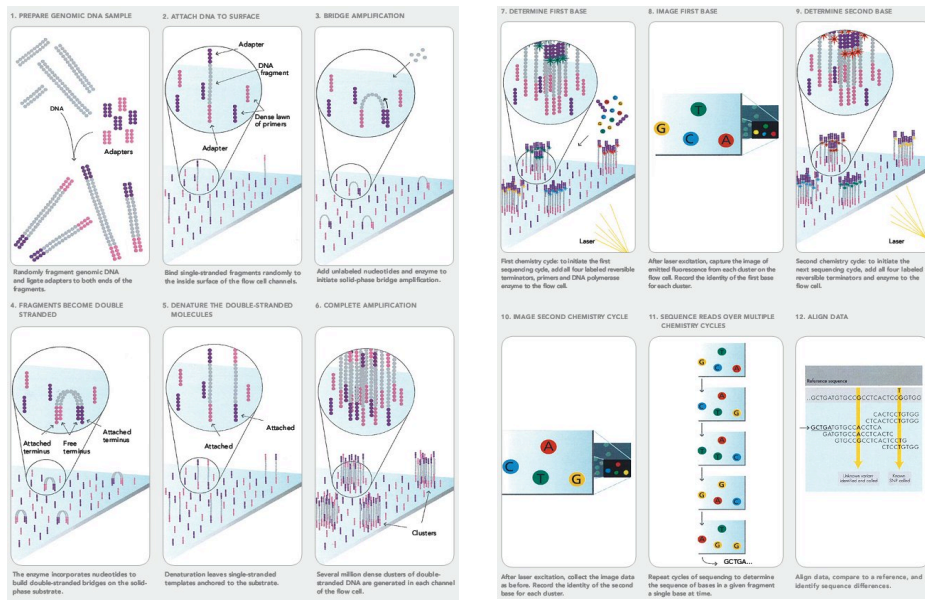 1. PREPARE GENOMIC DNA SAMPLE
DNA
Adapters
Randomly fragment genomic DNA
and ligate adapters to both ends of the
fragments.
2. ATTACH DNA TO SURFACE
Adapter
DNA
fragment
Dense lawn
of primers
Adapter
Bind single-stranded fragments randomly to
the inside surface of the flow cell channels.
3. BRIDGE AMPLIFICATION
Add unlabeled nucleotides and enzyme to
initiate solid-phase bridge amplification.
4. FRAGMENTS BECOME DOUBLE
STRANDED
Attached
terminus
Free
terminus
Attached
terminus
The enzyme incorporates nucleotides to
build double-stranded bridges on the solid-
phase substrate.
5. DENATURE THE DOUBLE-STRANDED
MOLECULES
Attached
Attached
Denaturation leaves single-stranded
templates anchored to the substrate.
6. COMPLETE AMPLIFICATION
Clusters
Several million dense clusters of double-
stranded DNA are generated in each channel
of the flow cell.
7. DETERMINE FIRST BASE
Laser
First chemistry cycle: to initiate the first
sequencing cycle, add all four labeled reversible
terminators, primers and DNA polymerase
enzyme to the flow cell.
8. IMAGE FIRST BASE
T
G
C
A
After laser excitation, capture the image of
emitted fluorescence from each cluster on the
flow cell. Record the identity of the first base
for each cluster.
9. DETERMINE SECOND BASE
Laser
Second chemistry cycle: to initiate the
next sequencing cycle, add all four labeled
reversible terminators and enzyme to the
flow cell.
10. IMAGE SECOND CHEMISTRY CYCLE
A
C
T
G
After laser excitation, collect the image data
as before. Record the identity of the second
base for each cluster.
11. SEQUENCE READS OVER MULTIPLE
CHEMISTRY CYCLES
T
G
C A
A
C
T G
A
T
T C
G
G
A C
T
A
G G
GCTGA...
Repeat cycles of sequencing to determine
the sequence of bases in a given fragment
a single base at time.
12. ALIGN DATA
Reference sequence
T
...GCTGATGTGCCGCCTCACTCCGGTGG
CACTCCTGTGG
CTCACTCCTGTGG
GCTGATGTGCCACCTCA
GATGTGCCACCTCACTC
GTGCCGCCTCACTCCTG
CTCCTGTGG
Unknown variant
identified and called
Known
SNP called
Align data, compare to a reference, and
identify sequence differences.